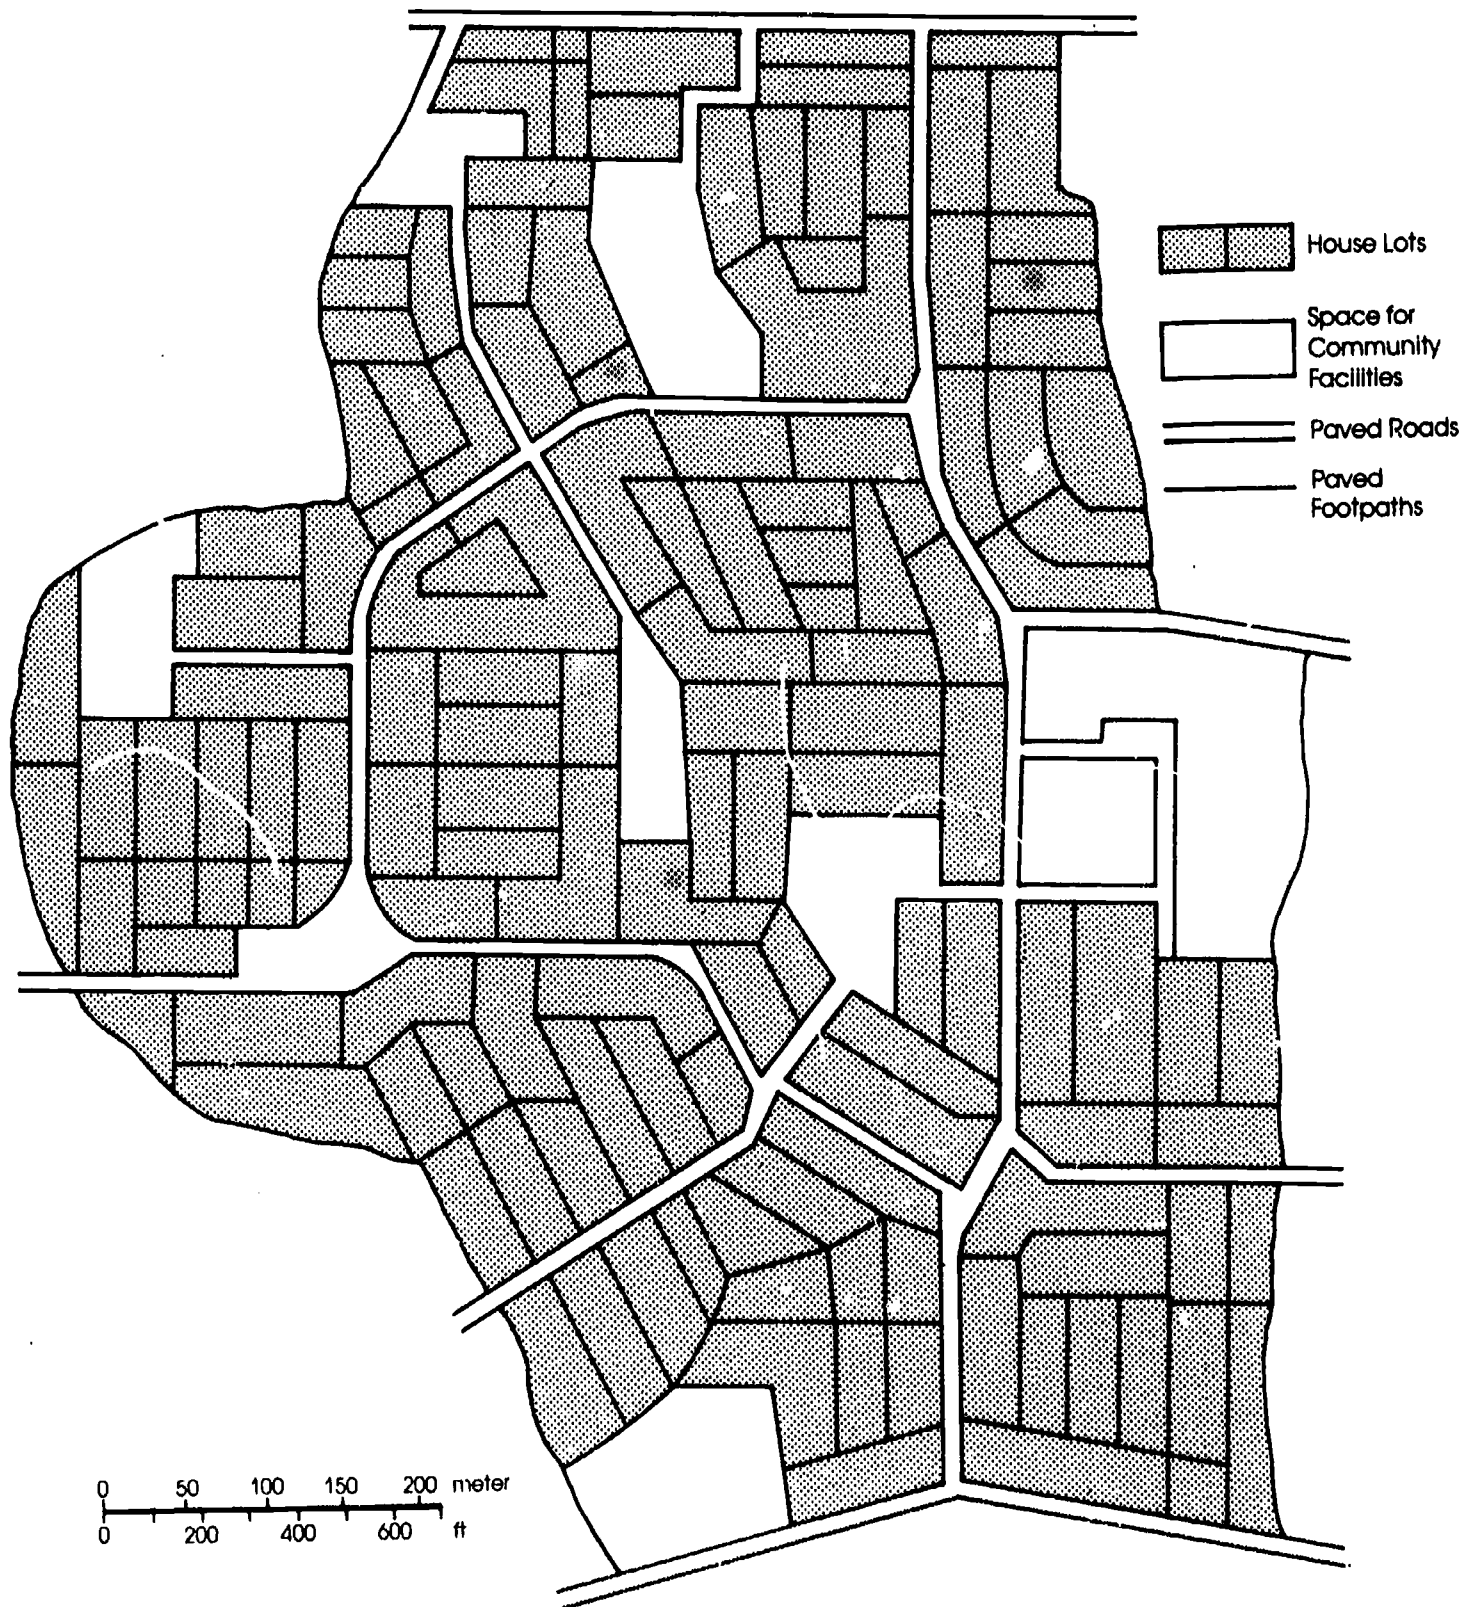 House Lots
Space for
Community
Facilities
Paved Roads
Paved
Footpaths
0 50 100 150 200 meter
0 200 400 600 ft